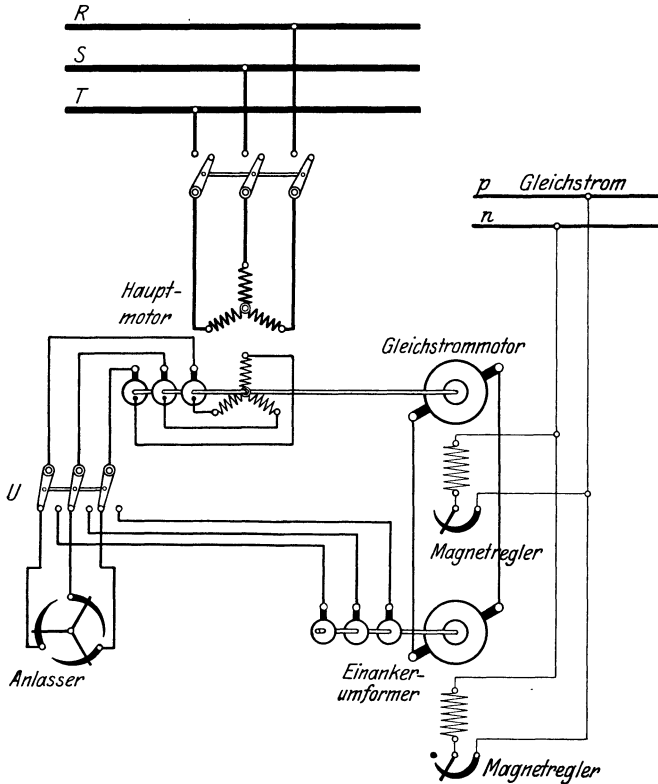 R
S
T
p Gleichstrom
n
Haupt-
motor
Gleichstrommotor
U
Magnetregler
Anlasser
Einanker-
umformer
Magnetregler